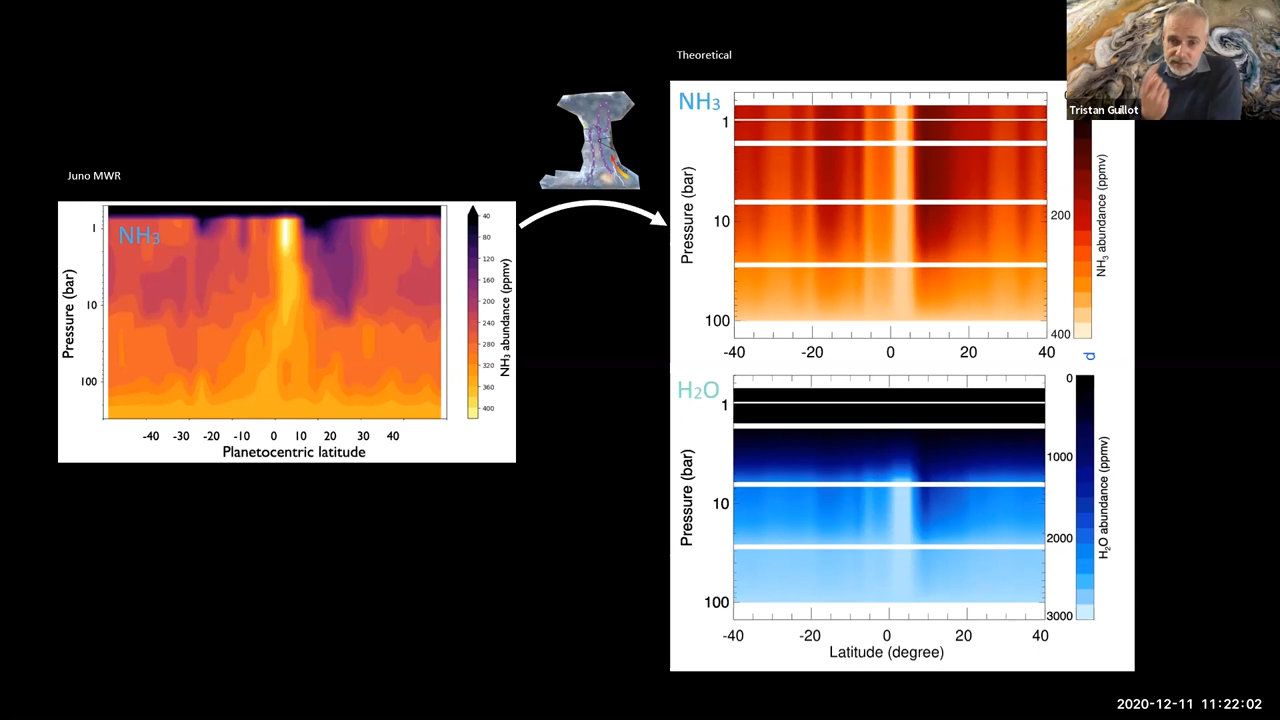 Theoretical
Tristan Guillot
Juno MWR
NH3
Pressure (bar)
1
10
100
-40 -30 -20 -10 0 10 20 30 40
Planetocentric latitude
40
80
120
160
200
240
280
320
360
400
NH3 abundance (ppmv)
NH3
Pressure (bar)
1
10
100
-40 -20 0 20 40
200
400
NH3 abundance (ppmv)
d
H2O
Pressure (bar)
1
10
100
-40 -20 0 20 40
Latitude (degree)
0
1000
2000
3000
H2O abundance (ppmv)
2020-12-11 11:22:02